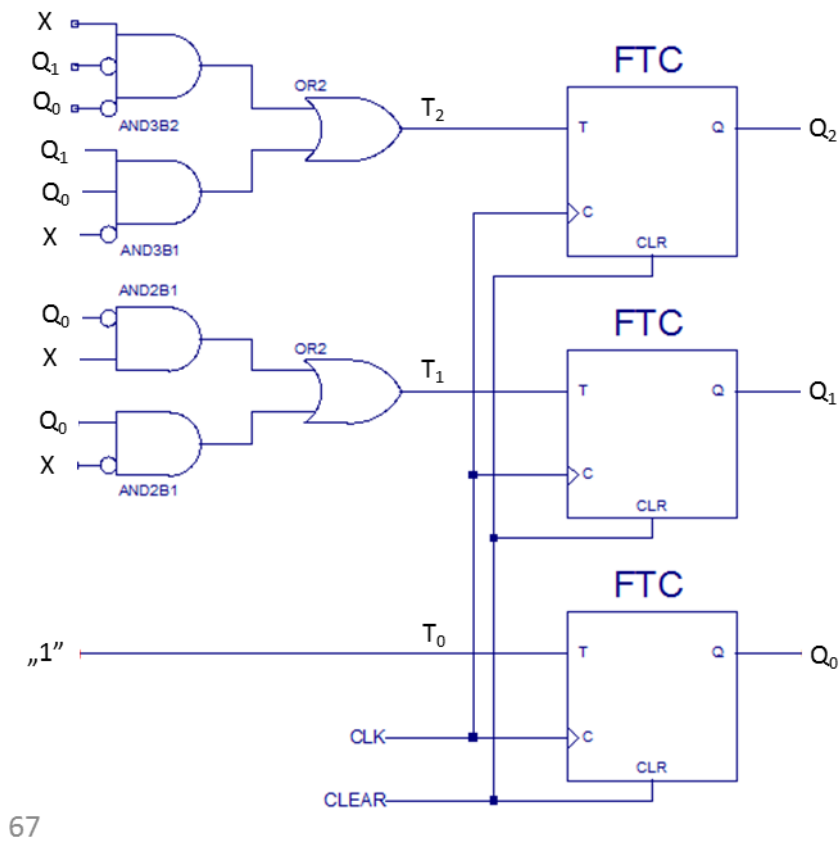 X
Q₁
Q₀
AND3B2
Q₁
Q₀
X
AND3B1
OR2
T₂
FTC
T
Q
C
CLR
Q₂
AND2B1
Q₀
X
Q₀
X
AND2B1
OR2
T₁
FTC
T
Q
C
CLR
Q₁
„1”
T₀
FTC
T
Q
C
CLR
Q₀
CLK
CLEAR
67